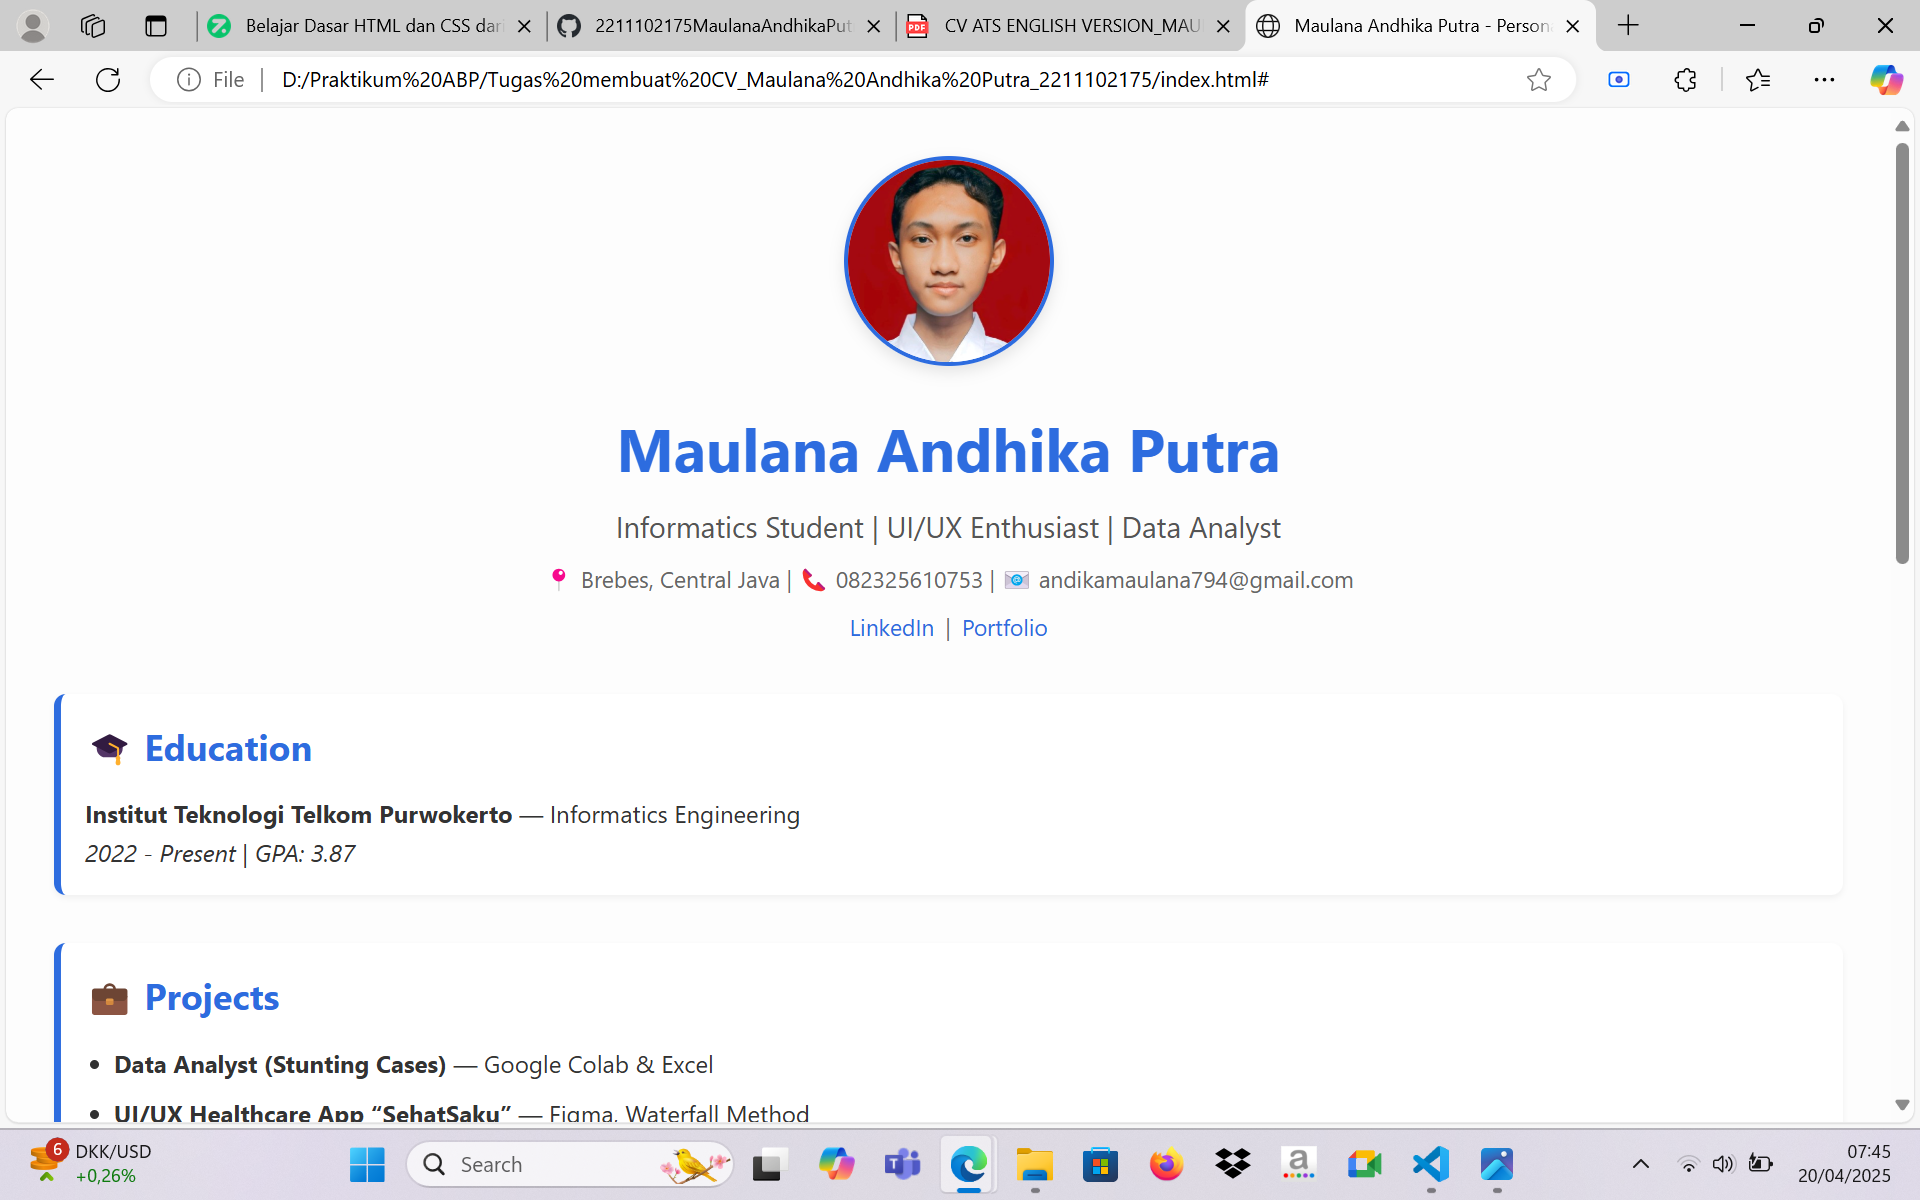 Belajar Dasar HTML dan CSS dari
2211102175MaulanaAndhikaPut
CV ATS ENGLISH VERSION_MAU
Maulana Andhika Putra - Person
File
D:/Praktikum%20ABP/Tugas%20membuat%20CV_Maulana%20Andhika%20Putra_2211102175/index.html#
Maulana Andhika Putra
Informatics Student | UI/UX Enthusiast | Data Analyst
Brebes, Central Java | 082325610753 | andikamaulana794@gmail.com
LinkedIn | Portfolio
Education
Institut Teknologi Telkom Purwokerto — Informatics Engineering
2022 - Present | GPA: 3.87
Projects
• Data Analyst (Stunting Cases) — Google Colab & Excel
• UI/UX Healthcare App “SehatSaku” — Figma, Waterfall Method
6
DKK/USD
+0,26%
Search
07:45
20/04/2025